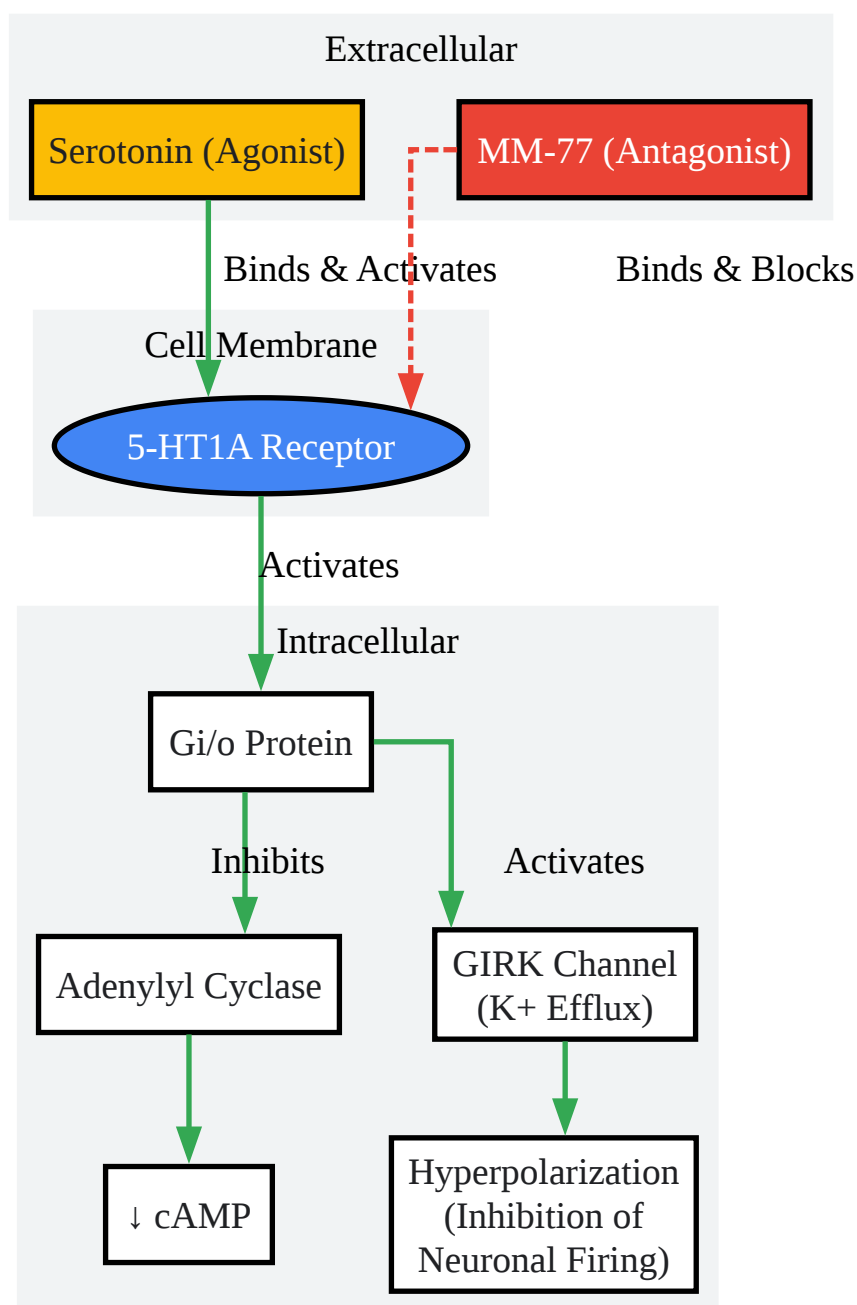 Extracellular
Serotonin (Agonist)
MM-77 (Antagonist)
Binds & Activates
Binds & Blocks
Cell Membrane
5-HT1A Receptor
Activates
Intracellular
Gi/o Protein
Inhibits
Activates
Adenylyl Cyclase
GIRK Channel
(K+ Efflux)
↓ cAMP
Hyperpolarization
(Inhibition of
Neuronal Firing)